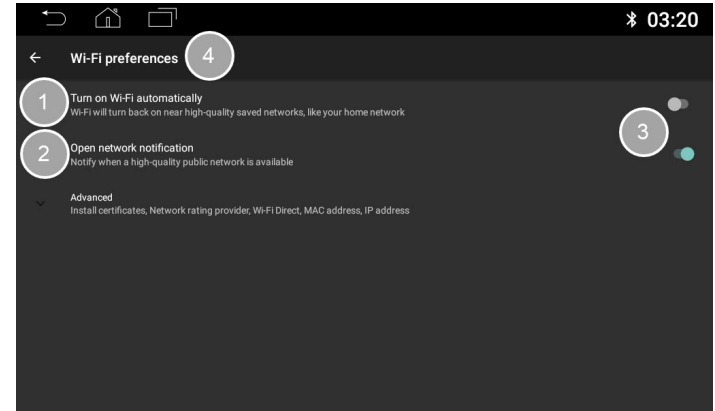 03:20
Wi-Fi preferences
4
1
Turn on Wi-Fi automatically
Wi-Fi will turn back on near high-quality saved networks, like your home network
3
2
Open network notification
Notify when a high-quality public network is available
Advanced
Install certificates, Network rating provider, Wi-Fi Direct, MAC address, IP address